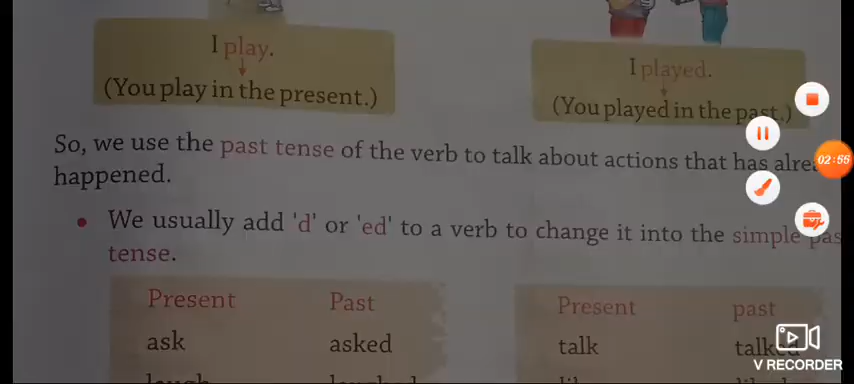 I play.
I played.
(You play in the present.)
(You played in the past.)
02:55
So, we use the past tense of the verb to talk about actions that has
happened.
• We usually add 'd' or 'ed' to a verb to change it into the simple
tense.
Present Past
Present past
ask asked
talk talked
V RECORDER